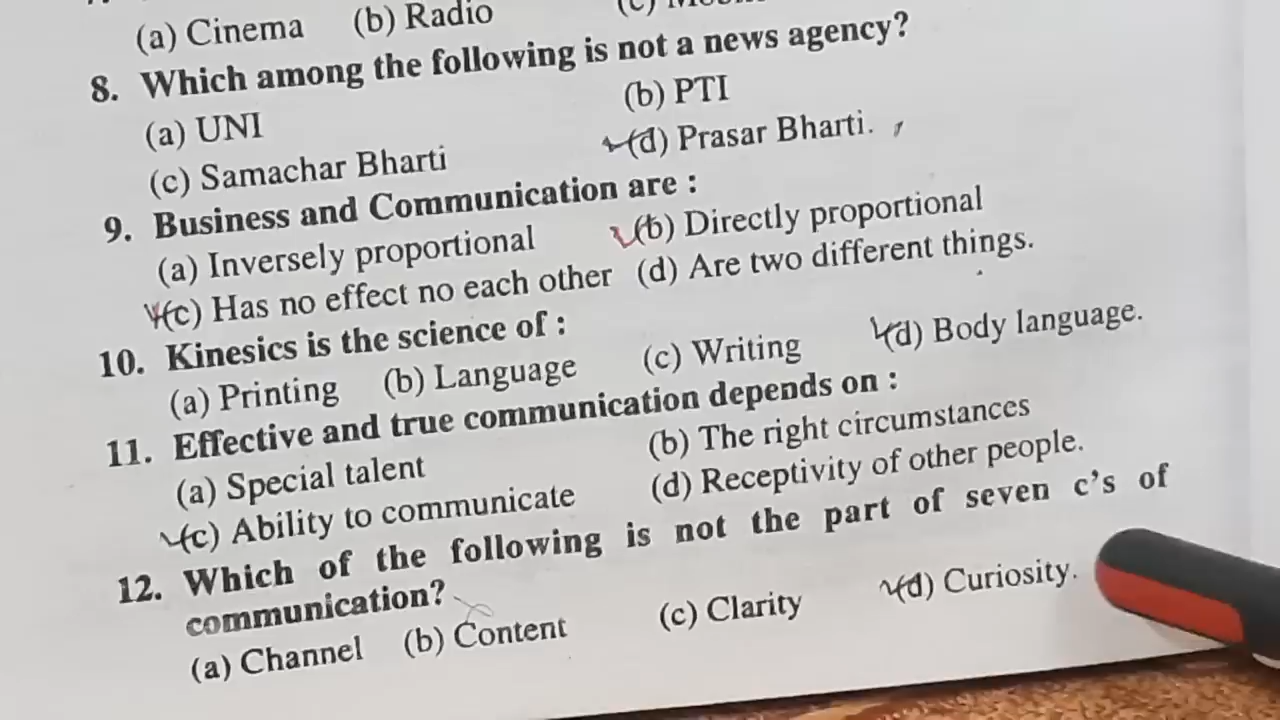 (a) Cinema (b) Radio (c)
8. Which among the following is not a news agency?
(a) UNI (b) PTI
(c) Samachar Bharti (d) Prasar Bharti.
9. Business and Communication are :
(a) Inversely proportional (b) Directly proportional
(c) Has no effect no each other (d) Are two different things.
10. Kinesics is the science of :
(a) Printing (b) Language (c) Writing (d) Body language.
11. Effective and true communication depends on :
(a) Special talent (b) The right circumstances
(c) Ability to communicate (d) Receptivity of other people.
12. Which of the following is not the part of seven c's of
communication?
(a) Channel (b) Content (c) Clarity (d) Curiosity.